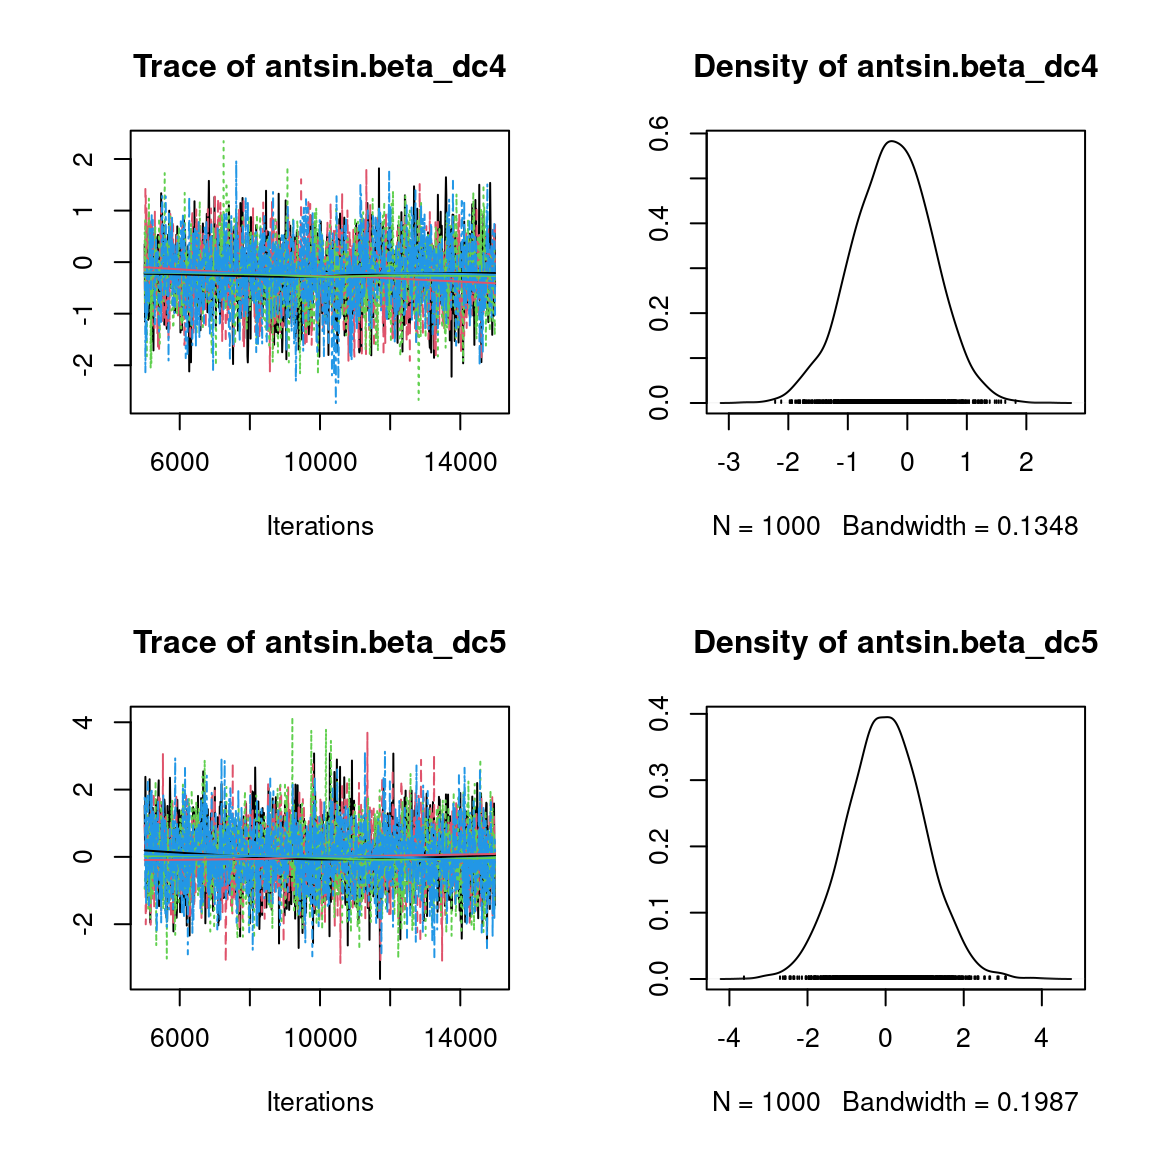 Trace of antsin.beta_dc4
2
1
0
-1
-2
6000 10000 14000
Iterations
Density of antsin.beta_dc4
0.6
0.4
0.2
0.0
-3 -2 -1 0 1 2
N = 1000 Bandwidth = 0.1348
Trace of antsin.beta_dc5
4
2
0
-2
6000 10000 14000
Iterations
Density of antsin.beta_dc5
0.4
0.3
0.2
0.1
0.0
-4 -2 0 2 4
N = 1000 Bandwidth = 0.1987